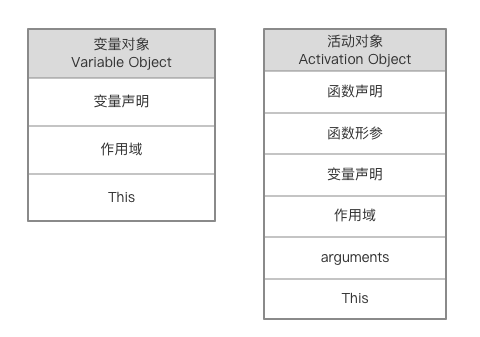 变量对象
Variable Object
变量声明
作用域
This
活动对象
Activation Object
函数声明
函数形参
变量声明
作用域
arguments
This